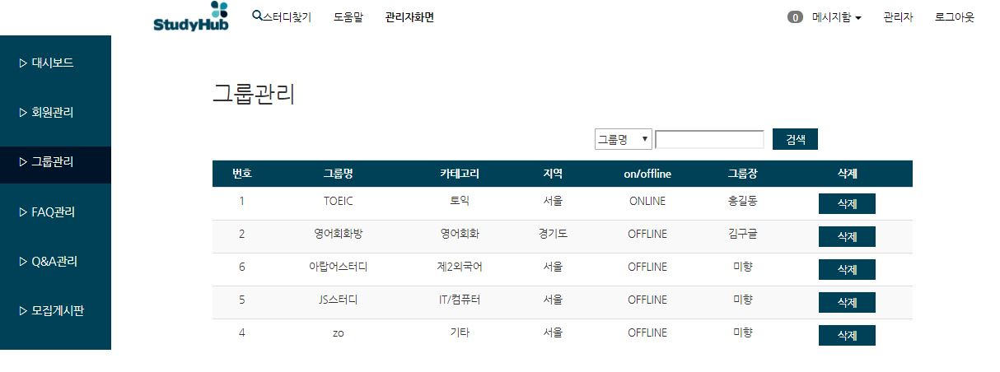 StudyHub 스터디찾기 도움말 관리자화면 0 메시지함 관리자 로그아웃
▷ 대시보드
▷ 회원관리
▷ 그룹관리
▷ FAQ관리
▷ Q&A관리
▷ 모집게시판
그룹관리
그룹명 검색
번호 그룹명 카테고리 지역 on/offline 그룹장 삭제
1 TOEIC 토익 서울 ONLINE 홍길동 삭제
2 영어회화방 영어회화 경기도 OFFLINE 김구글 삭제
6 아랍어스터디 제2외국어 서울 OFFLINE 미향 삭제
5 JS스터디 IT/컴퓨터 서울 OFFLINE 미향 삭제
4 zo 기타 서울 OFFLINE 미향 삭제